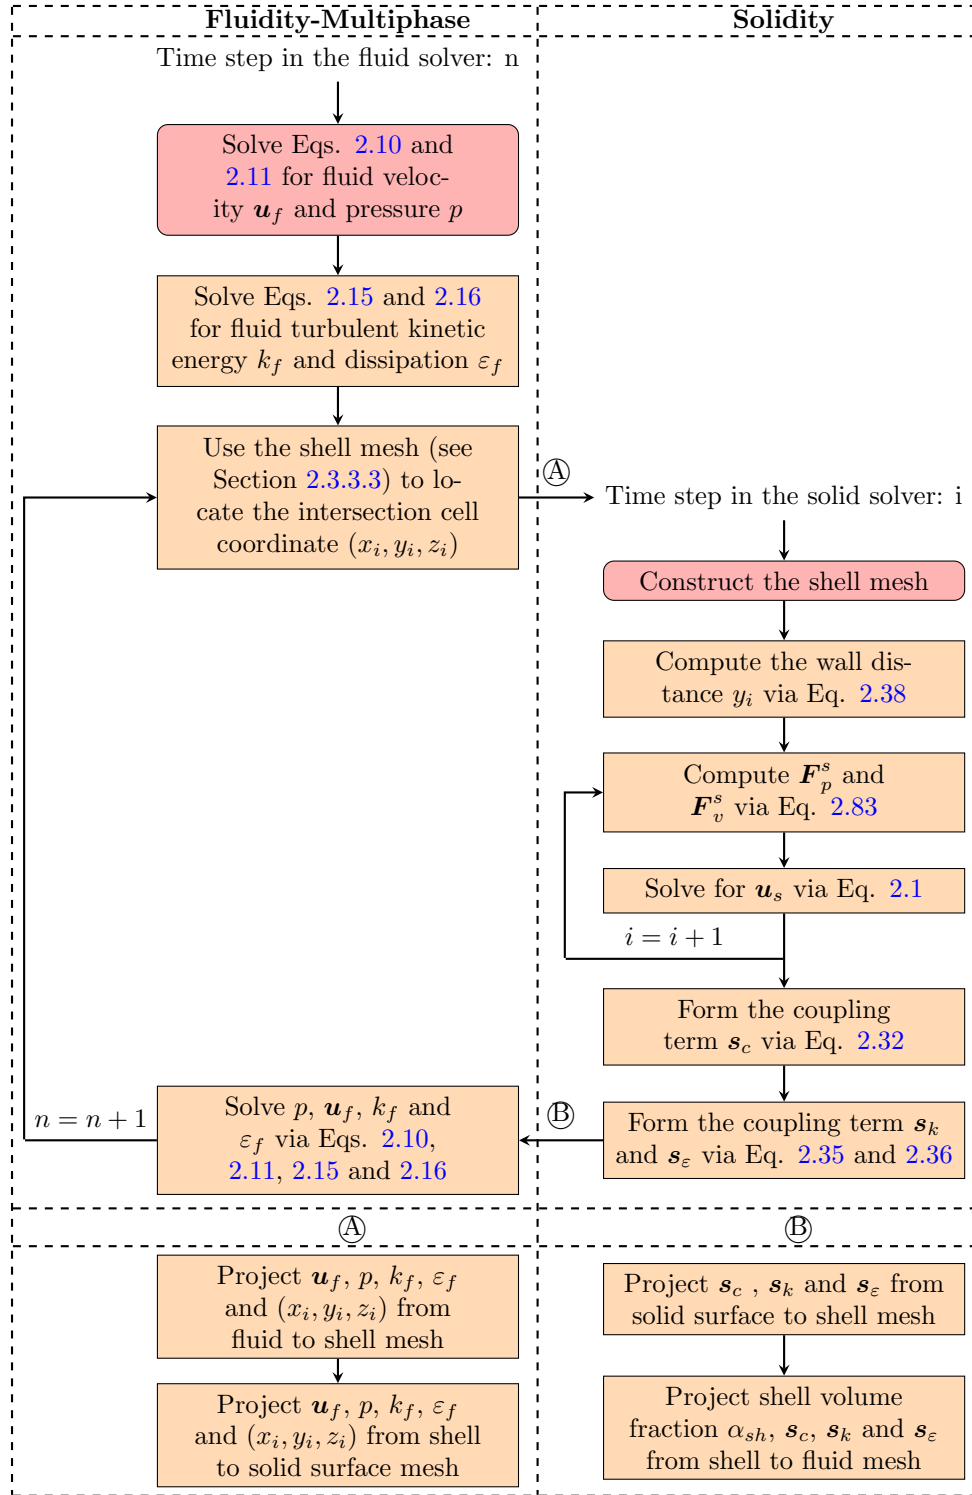 Fluidity-Multiphase
Solidity
Time step in the fluid solver: n
Solve Eqs. 2.10 and
2.11 for fluid veloc-
ity u_f and pressure p
Solve Eqs. 2.15 and 2.16
for fluid turbulent kinetic
energy k_f and dissipation ε_f
Use the shell mesh (see
Section 2.3.3.3) to lo-
cate the intersection cell
coordinate (x_i, y_i, z_i)
Ⓐ
Time step in the solid solver: i
Construct the shell mesh
Compute the wall dis-
tance y_i via Eq. 2.38
Compute F_p^s and
F_v^s via Eq. 2.83
Solve for u_s via Eq. 2.1
i = i + 1
Form the coupling
term s_c via Eq. 2.32
Form the coupling term s_k
and s_ε via Eq. 2.35 and 2.36
Ⓑ
Solve p, u_f, k_f and
ε_f via Eqs. 2.10,
2.11, 2.15 and 2.16
n = n + 1
Ⓐ
Project u_f, p, k_f, ε_f
and (x_i, y_i, z_i) from
fluid to shell mesh
Project u_f, p, k_f, ε_f
and (x_i, y_i, z_i) from shell
to solid surface mesh
Ⓑ
Project s_c , s_k and s_ε from
solid surface to shell mesh
Project shell volume
fraction α_sh, s_c, s_k and s_ε
from shell to fluid mesh